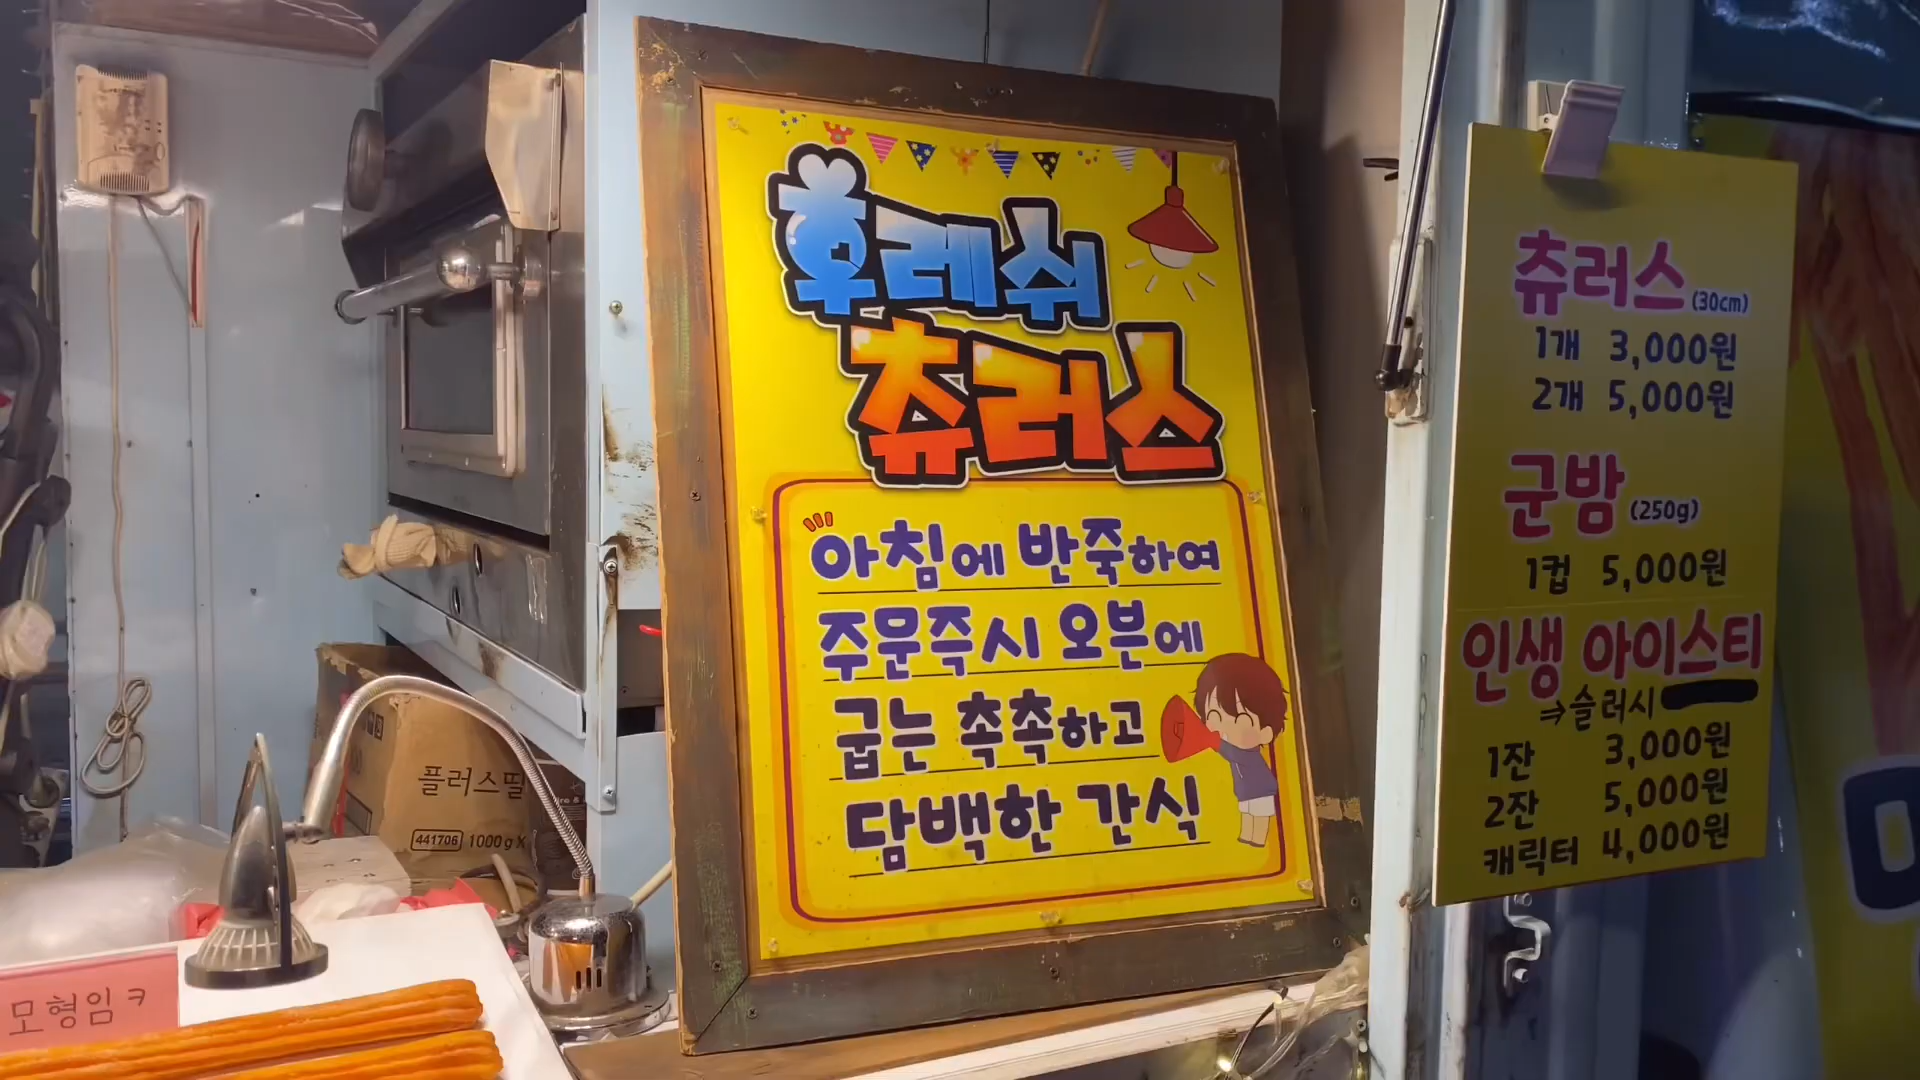 후레쉬
츄러스
아침에 반죽하여
주문즉시 오븐에
굽는 촉촉하고
담백한 간식
츄러스 (30cm)
1개 3,000원
2개 5,000원
군밤 (250g)
1컵 5,000원
인생 아이스티
⇒슬러시
1잔 3,000원
2잔 5,000원
캐릭터 4,000원
플러스딸
441706 1000g X
모형임 ㅋ